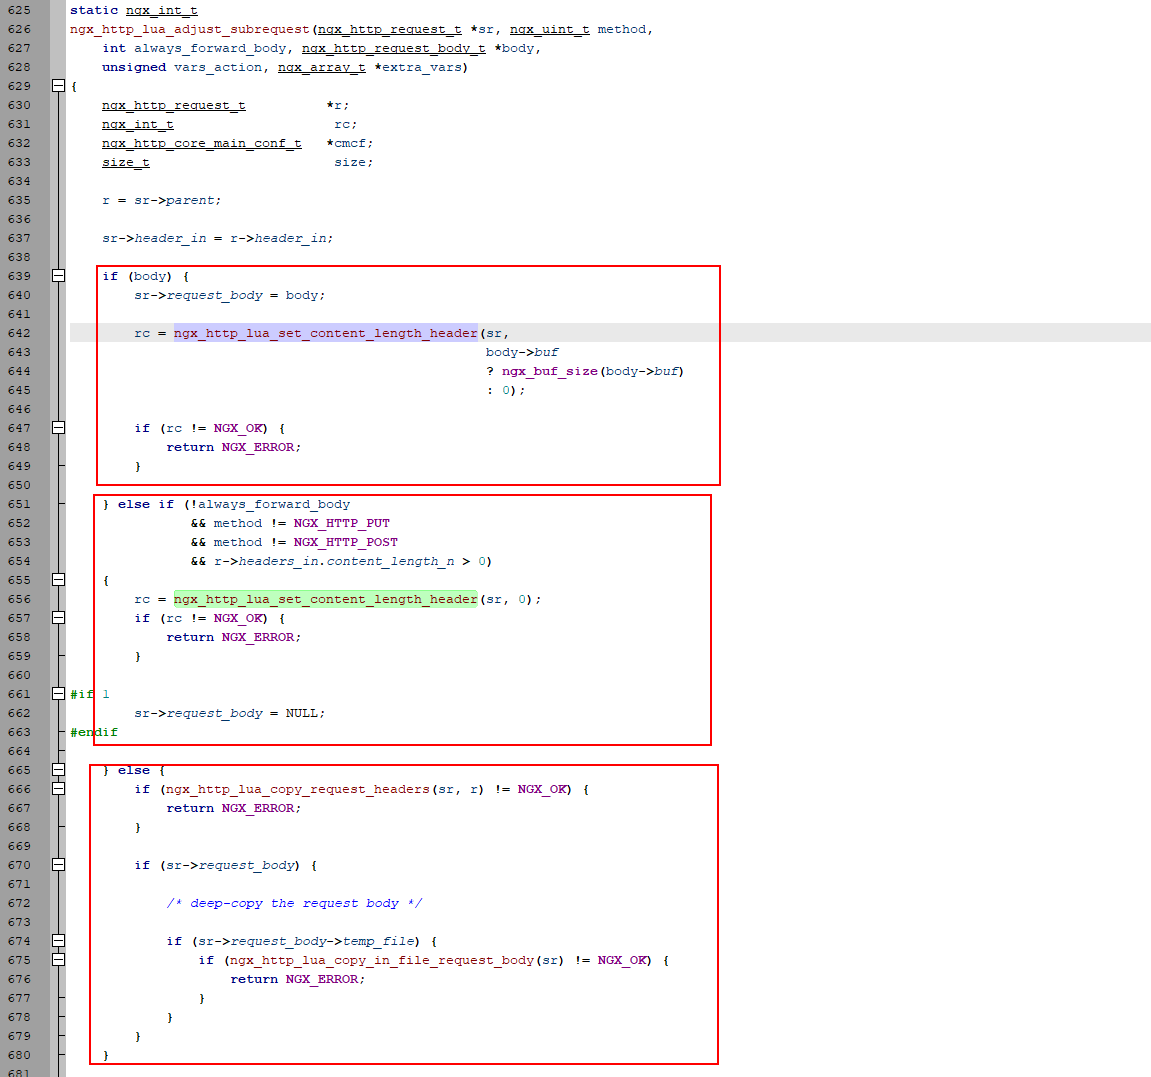 625 static ngx_int_t
626 ngx_http_lua_adjust_subrequest(ngx_http_request_t *sr, ngx_uint_t method,
627     int always_forward_body, ngx_http_request_body_t *body,
628     unsigned vars_action, ngx_array_t *extra_vars)
629 {
630     ngx_http_request_t          *r;
631     ngx_int_t                    rc;
632     ngx_http_core_main_conf_t   *cmcf;
633     size_t                       size;
634
635     r = sr->parent;
636
637     sr->header_in = r->header_in;
638
639     if (body) {
640         sr->request_body = body;
641
642         rc = ngx_http_lua_set_content_length_header(sr,
643                                                     body->buf
644                                                     ? ngx_buf_size(body->buf)
645                                                     : 0);
646
647         if (rc != NGX_OK) {
648             return NGX_ERROR;
649         }
650
651     } else if (!always_forward_body
652                && method != NGX_HTTP_PUT
653                && method != NGX_HTTP_POST
654                && r->headers_in.content_length_n > 0)
655     {
656         rc = ngx_http_lua_set_content_length_header(sr, 0);
657         if (rc != NGX_OK) {
658             return NGX_ERROR;
659         }
660
661 #if 1
662         sr->request_body = NULL;
663 #endif
664
665     } else {
666         if (ngx_http_lua_copy_request_headers(sr, r) != NGX_OK) {
667             return NGX_ERROR;
668         }
669
670         if (sr->request_body) {
671
672             /* deep-copy the request body */
673
674             if (sr->request_body->temp_file) {
675                 if (ngx_http_lua_copy_in_file_request_body(sr) != NGX_OK) {
676                     return NGX_ERROR;
677                 }
678             }
679         }
680     }
681